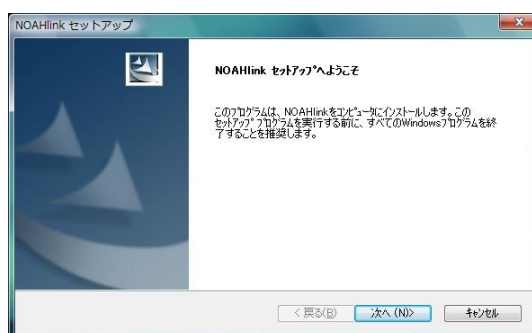 NOAHlink セットアップ
NOAHlink ｾｯﾄｱｯﾌﾟへようこそ
このﾌﾟﾛｸﾞﾗﾑは、NOAHlinkをｺﾝﾋﾟｭｰﾀにｲﾝｽﾄｰﾙします。この
ｾｯﾄｱｯﾌﾟ ﾌﾟﾛｸﾞﾗﾑを実行する前に、すべてのWindowsﾌﾟﾛｸﾞﾗﾑを終
了することを推奨します。
< 戻る(B)
次へ (N)>
ｷｬﾝｾﾙ